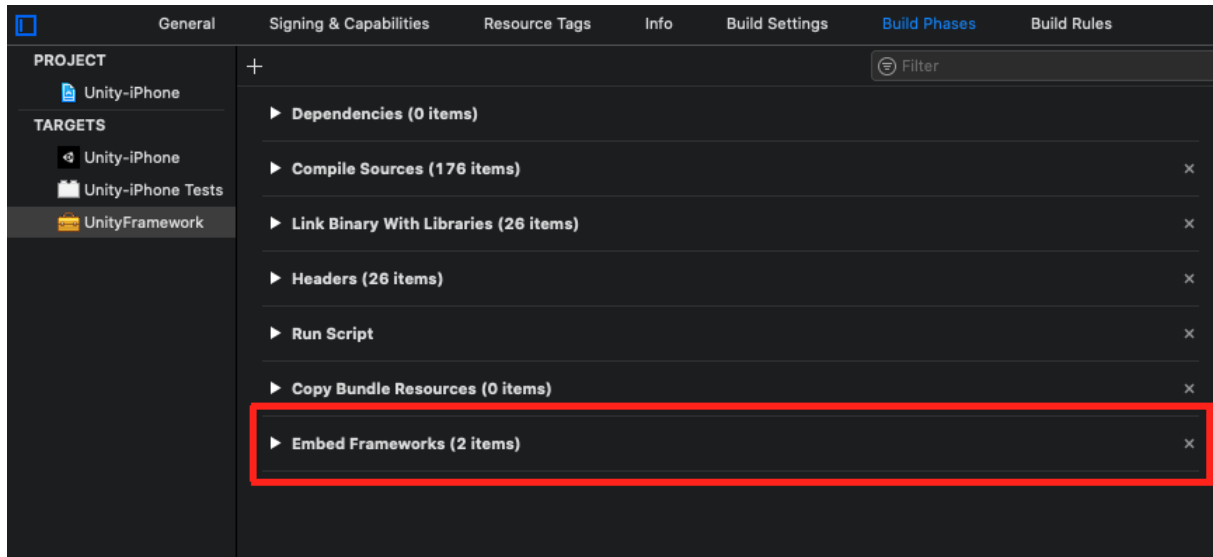 General Signing & Capabilities Resource Tags Info Build Settings Build Phases Build Rules
PROJECT
Unity-iPhone
TARGETS
Unity-iPhone
Unity-iPhone Tests
UnityFramework
+ Filter
Dependencies (0 items)
Compile Sources (176 items)
Link Binary With Libraries (26 items)
Headers (26 items)
Run Script
Copy Bundle Resources (0 items)
Embed Frameworks (2 items)